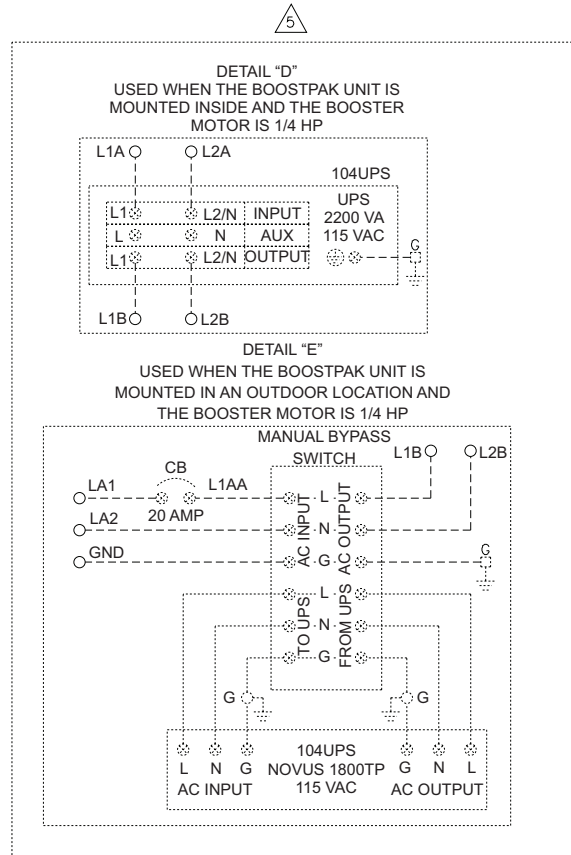 5
DETAIL “D”
USED WHEN THE BOOSTPAK UNIT IS
MOUNTED INSIDE AND THE BOOSTER
MOTOR IS 1/4 HP
L1A L2A
104UPS
UPS
2200 VA
115 VAC
L1 L2/N INPUT
L N AUX
L1 L2/N OUTPUT
G
L1B L2B
DETAIL “E”
USED WHEN THE BOOSTPAK UNIT IS
MOUNTED IN AN OUTDOOR LOCATION AND
THE BOOSTER MOTOR IS 1/4 HP
MANUAL BYPASS
SWITCH
L1B L2B
CB
LA1 L1AA
20 AMP
LA2
GND
AC INPUT
L
N
G
AC OUTPUT
G
TO UPS
L
N
G
FROM UPS
G G
L N G
AC INPUT
104UPS
NOVUS 1800TP
115 VAC
G N L
AC OUTPUT